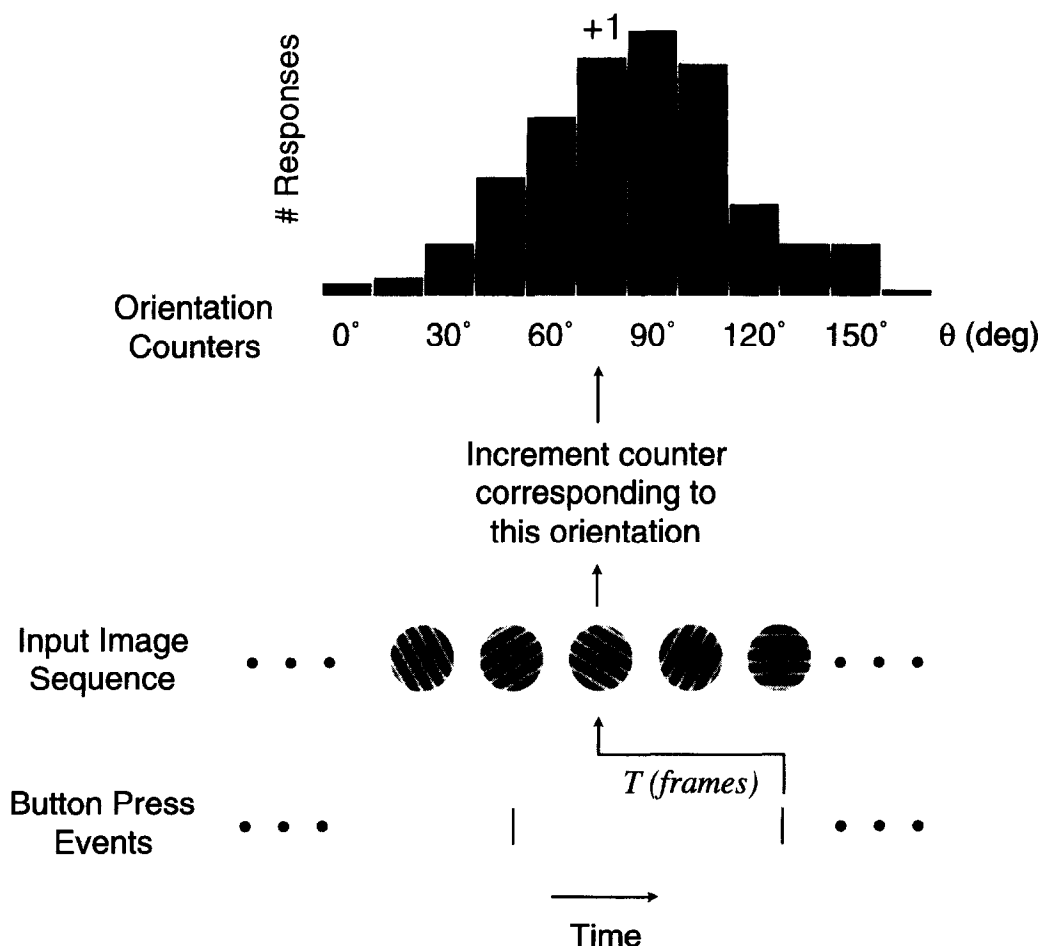 +1
# Responses
Orientation
Counters
0° 30° 60° 90° 120° 150° θ (deg)
Increment counter
corresponding to
this orientation
Input Image
Sequence
T (frames)
Button Press
Events
Time